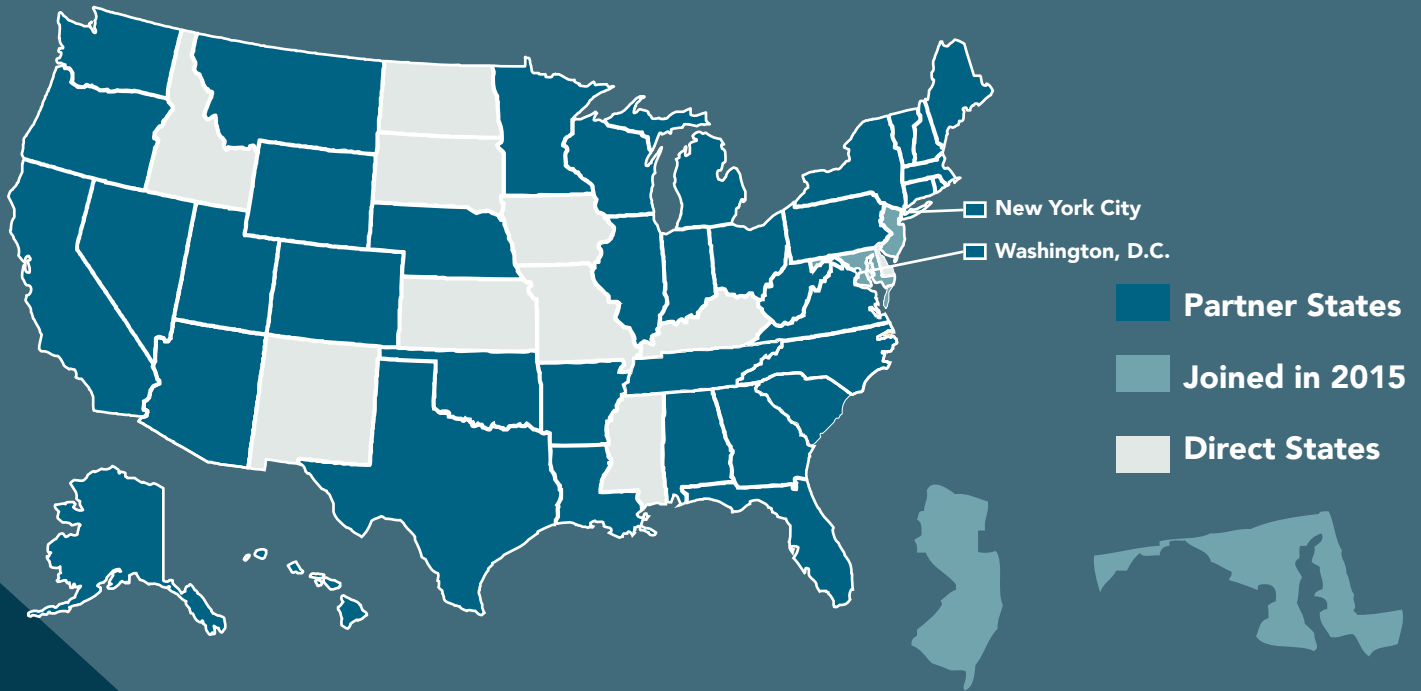 New York City
Washington, D.C.
Partner States
Joined in 2015
Direct States